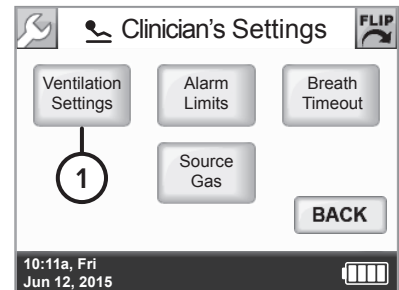 Clinician's Settings
FLIP
Ventilation
Settings
Alarm
Limits
Breath
Timeout
1
Source
Gas
BACK
10:11a, Fri
Jun 12, 2015